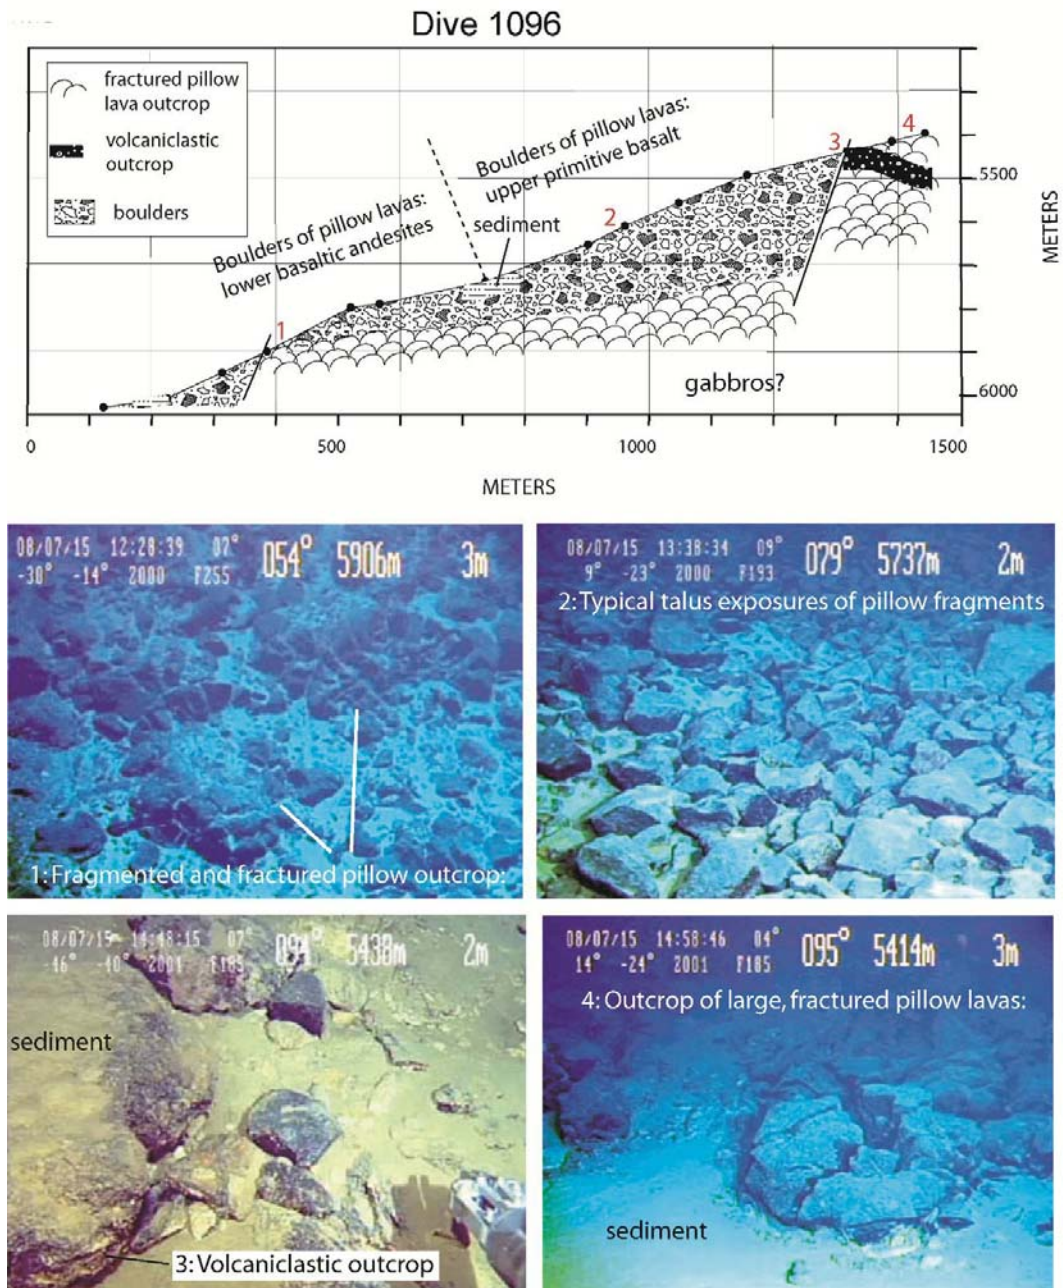 Dive 1096
fractured pillow
lava outcrop
volcaniclastic
outcrop
boulders
Boulders of pillow lavas:
lower basaltic andesites
Boulders of pillow lavas:
upper primitive basalt
sediment
1
2
3
4
gabbros?
5500
6000
METERS
0
500
1000
1500
METERS
08/07/15 12:28:39 07° 054° 5906m 3m
-30° -14° 2000 F255
1: Fragmented and fractured pillow outcrop:
08/07/15 13:38:34 09° 079° 5737m 2m
9° -23° 2000 F193
2: Typical talus exposures of pillow fragments
08/07/15 14:48:15 07° 094° 5438m 2m
-46° -40° 2001 F185
sediment
3: Volcaniclastic outcrop
08/07/15 14:58:46 04° 095° 5414m 3m
14° -24° 2001 F185
4: Outcrop of large, fractured pillow lavas:
sediment